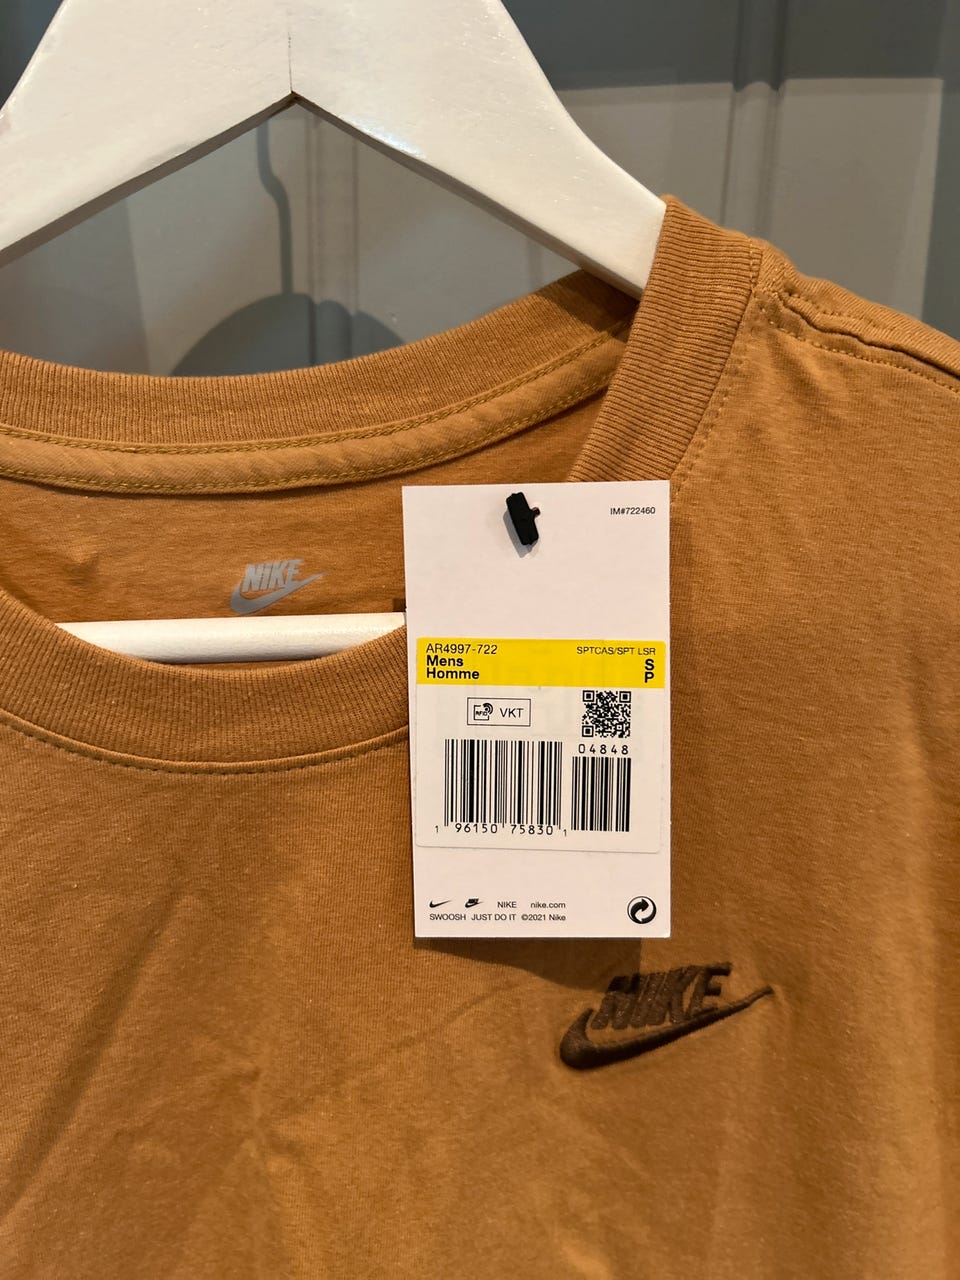 NIKE
IM#722460
AR4997-722 SPTCAS/SPT LSR
Mens S
Homme P
RFID VKT
04848
1 96150 75830 1
NIKE nike.com
SWOOSH JUST DO IT ©2021 Nike
NIKE